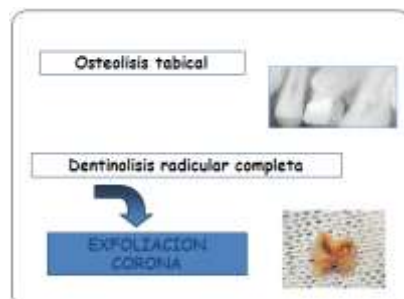 Osteolisis tabical
Dentinolisis radicular completa
EXFOLIACION
CORONA